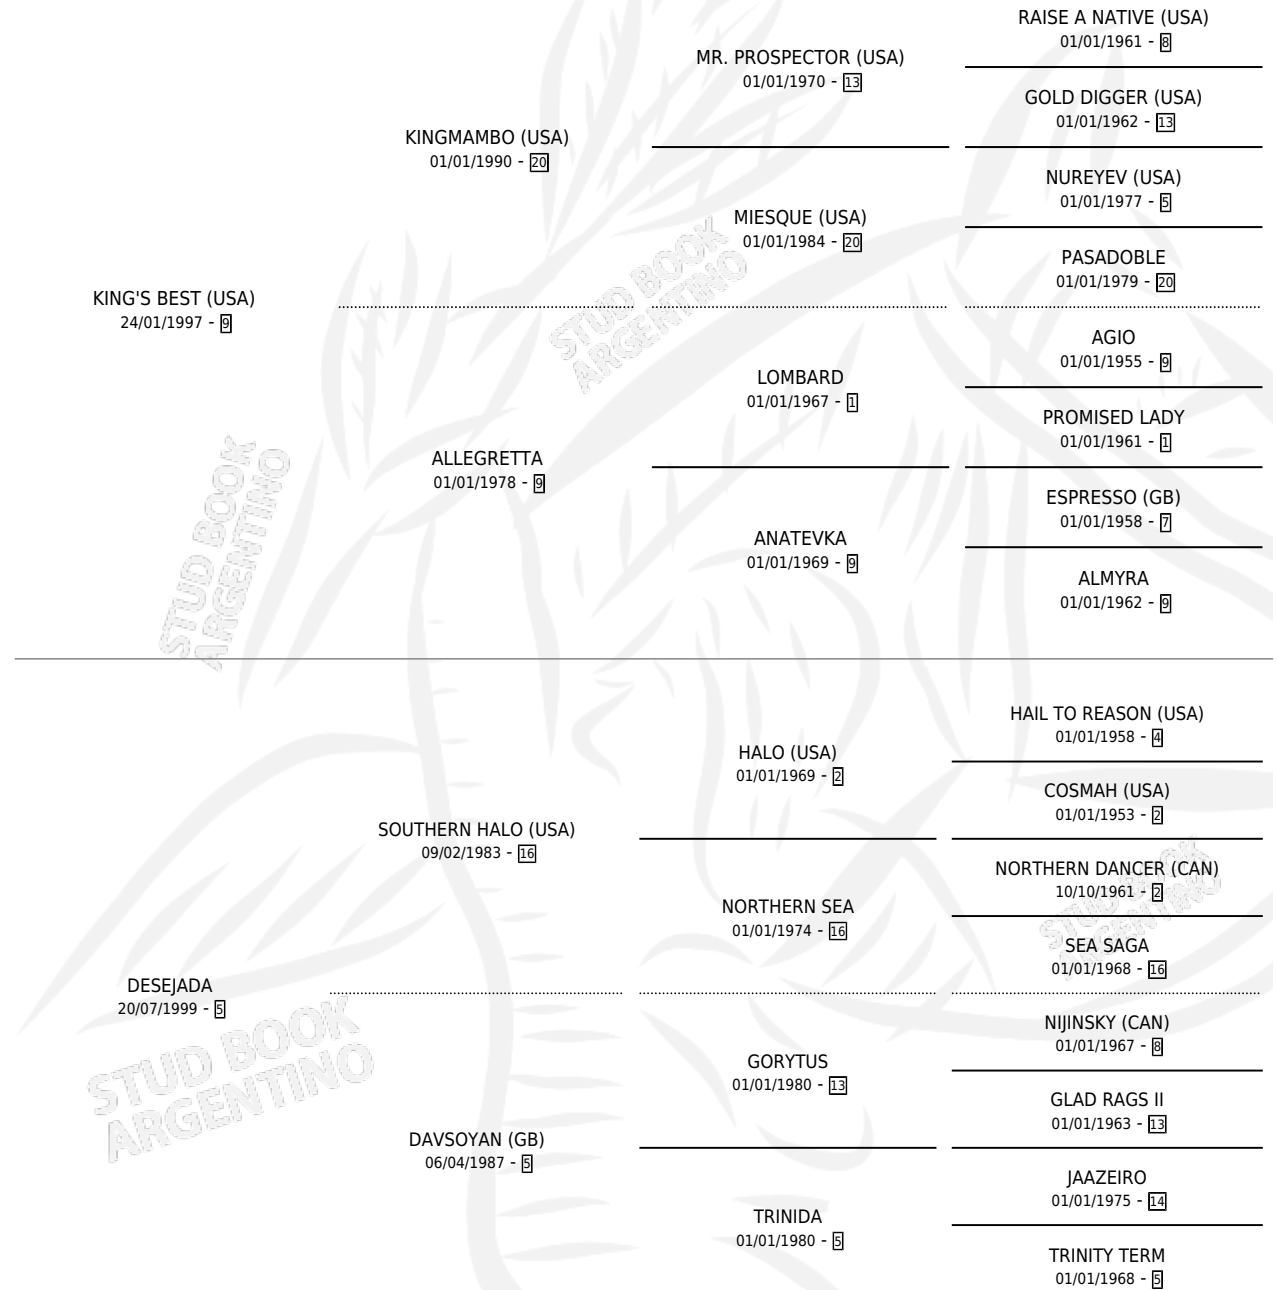 RAISE A NATIVE (USA)
01/01/1961 - 8
MR. PROSPECTOR (USA)
01/01/1970 - 13
GOLD DIGGER (USA)
01/01/1962 - 13
KINGMAMBO (USA)
01/01/1990 - 20
NUREYEV (USA)
01/01/1977 - 5
MIESQUE (USA)
01/01/1984 - 20
PASADOBLE
01/01/1979 - 20
KING'S BEST (USA)
24/01/1997 - 9
STUD BOOK
ARGENTINO
AGIO
01/01/1955 - 9
LOMBARD
01/01/1967 - 1
PROMISED LADY
01/01/1961 - 1
ALLEGRETTA
01/01/1978 - 9
ESPRESSO (GB)
01/01/1958 - 7
ANATEVKA
01/01/1969 - 9
ALMYRA
01/01/1962 - 9
STUD BOOK
ARGENTINO
HAIL TO REASON (USA)
01/01/1958 - 4
HALO (USA)
01/01/1969 - 2
COSMAH (USA)
01/01/1953 - 2
SOUTHERN HALO (USA)
09/02/1983 - 16
NORTHERN DANCER (CAN)
10/10/1961 - 2
NORTHERN SEA
01/01/1974 - 16
STUD BOOK
ARGENTINO
SEA SAGA
01/01/1968 - 16
DESEJADA
20/07/1999 - 5
STUD BOOK
ARGENTINO
NIJINSKY (CAN)
01/01/1967 - 8
GORYTUS
01/01/1980 - 13
GLAD RAGS II
01/01/1963 - 13
DAVSOYAN (GB)
06/04/1987 - 5
JAAZEIRO
01/01/1975 - 14
TRINIDA
01/01/1980 - 5
TRINITY TERM
01/01/1968 - 5